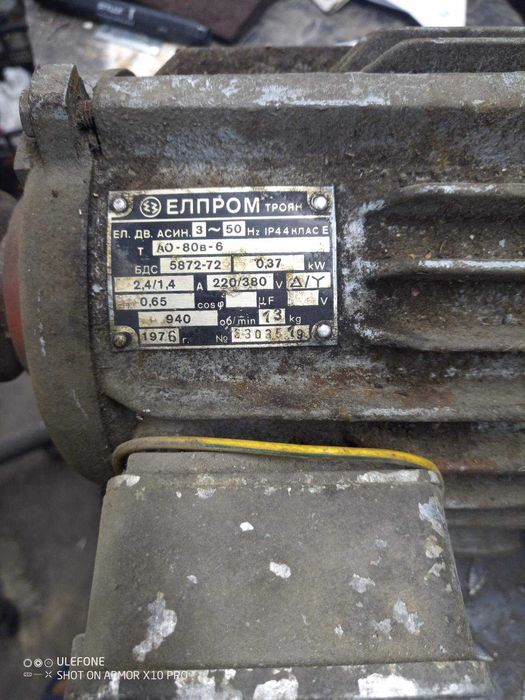 ЕЛПРОМ ТРОЯН
ЕЛ. ДВ. АСИН. 3 ~ 50 Hz IP44 КЛАС Е
Т АО-80в-6
БДС 5872-72 0,37 kW
2,4/1,4 А 220/380 V Δ/Y
0,65 cosφ μF V
940 об/min 13 kg
1976 г. №
ULEFONE
SHOT ON ARMOR X10 PRO